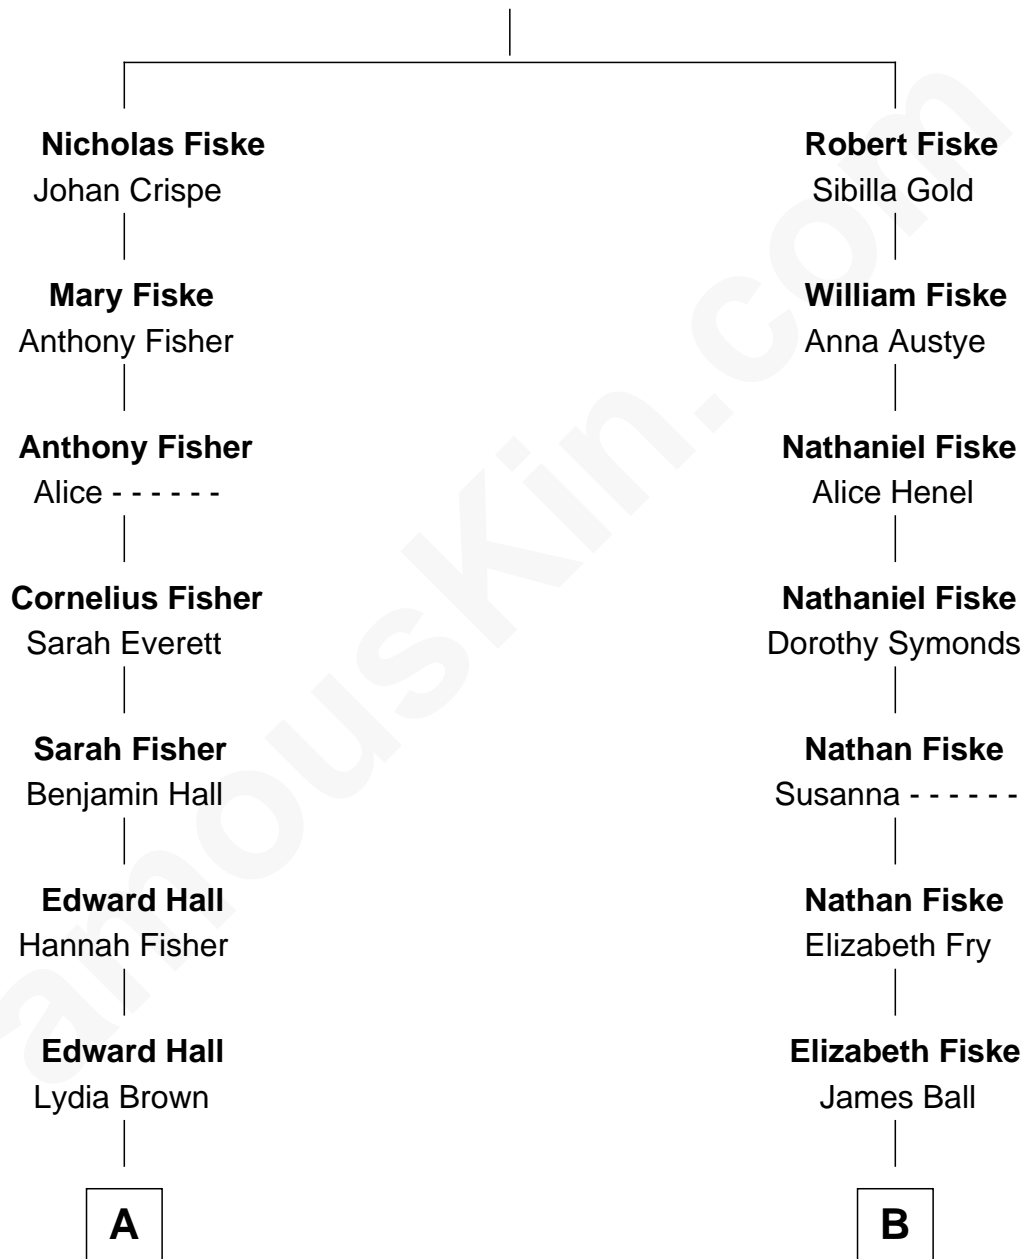 Nicholas Fiske
Johan Crispe
Mary Fiske
Anthony Fisher
Anthony Fisher
Alice - - - - - -
Cornelius Fisher
Sarah Everett
Sarah Fisher
Benjamin Hall
Edward Hall
Hannah Fisher
Edward Hall
Lydia Brown
A
Robert Fiske
Sibilla Gold
William Fiske
Anna Austye
Nathaniel Fiske
Alice Henel
Nathaniel Fiske
Dorothy Symonds
Nathan Fiske
Susanna - - - - - -
Nathan Fiske
Elizabeth Fry
Elizabeth Fiske
James Ball
B
amouskin.com